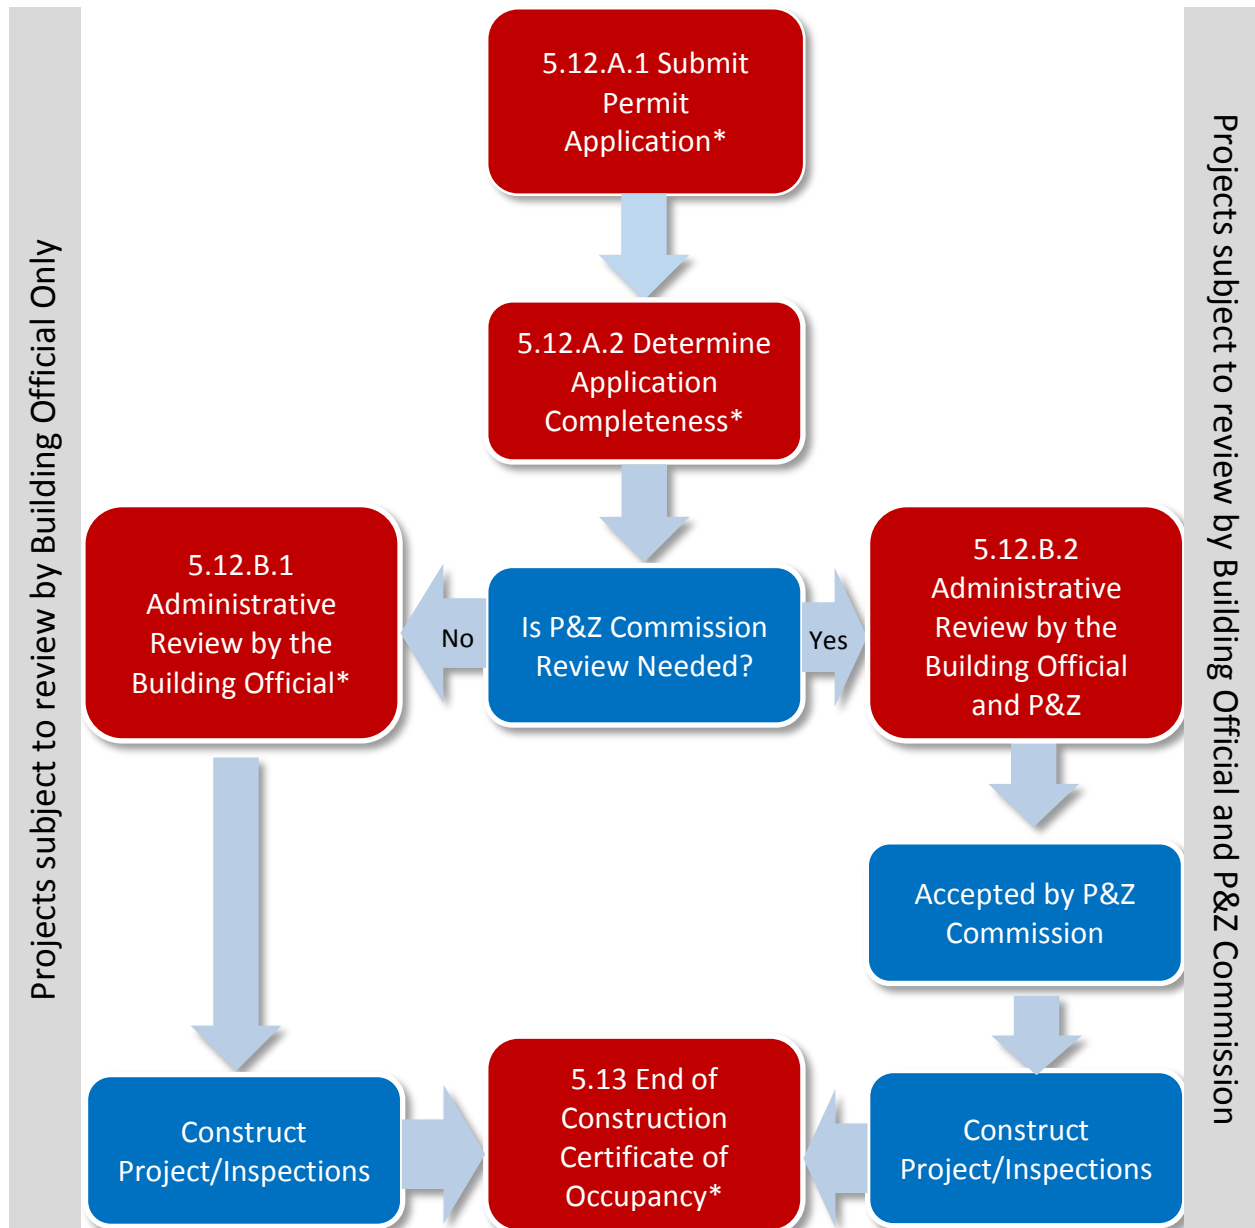 Projects subject to review by Building Official Only
5.12.A.1 Submit
Permit
Application*
5.12.A.2 Determine
Application
Completeness*
Is P&Z Commission
Review Needed?
No
5.12.B.1
Administrative
Review by the
Building Official*
Construct
Project/Inspections
Yes
5.12.B.2
Administrative
Review by the
Building Official
and P&Z
Accepted by P&Z
Commission
Construct
Project/Inspections
5.13 End of
Construction
Certificate of
Occupancy*
Projects subject to review by Building Official and P&Z Commission